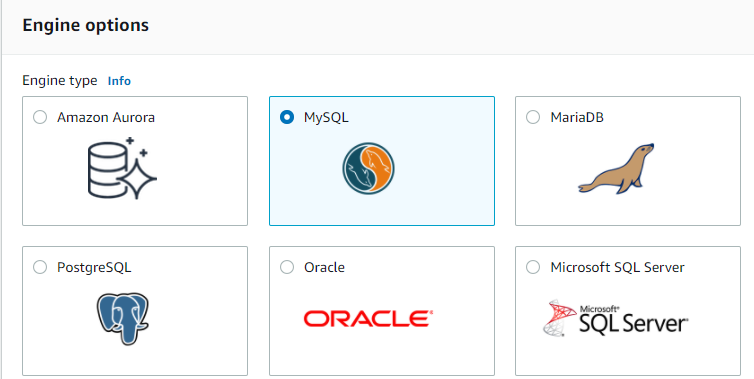 Engine options
Engine type Info
Amazon Aurora
MySQL
MariaDB
PostgreSQL
Oracle
ORACLE®
Microsoft SQL Server
Microsoft®
SQL Server®